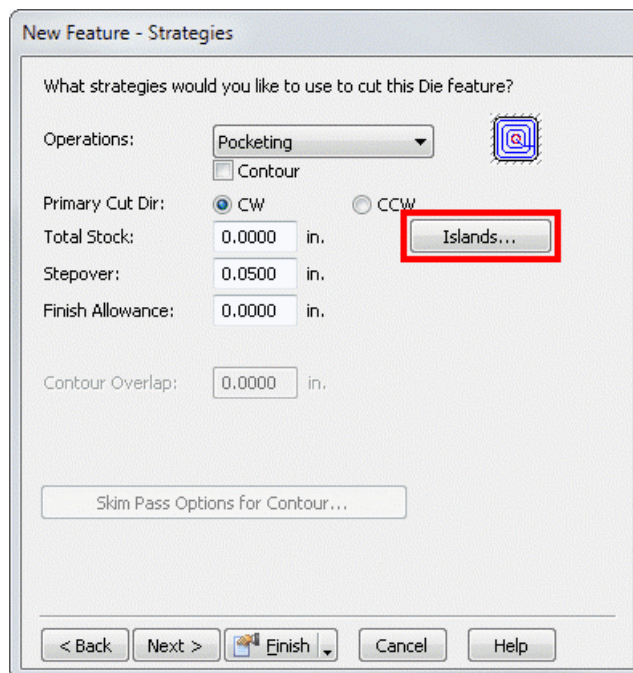 New Feature - Strategies
What strategies would you like to use to cut this Die feature?
Operations: Pocketing
Contour
Primary Cut Dir: CW CCW
Total Stock: 0.0000 in. Islands...
Stepover: 0.0500 in.
Finish Allowance: 0.0000 in.
Contour Overlap: 0.0000 in.
Skim Pass Options for Contour...
< Back Next > Finish Cancel Help